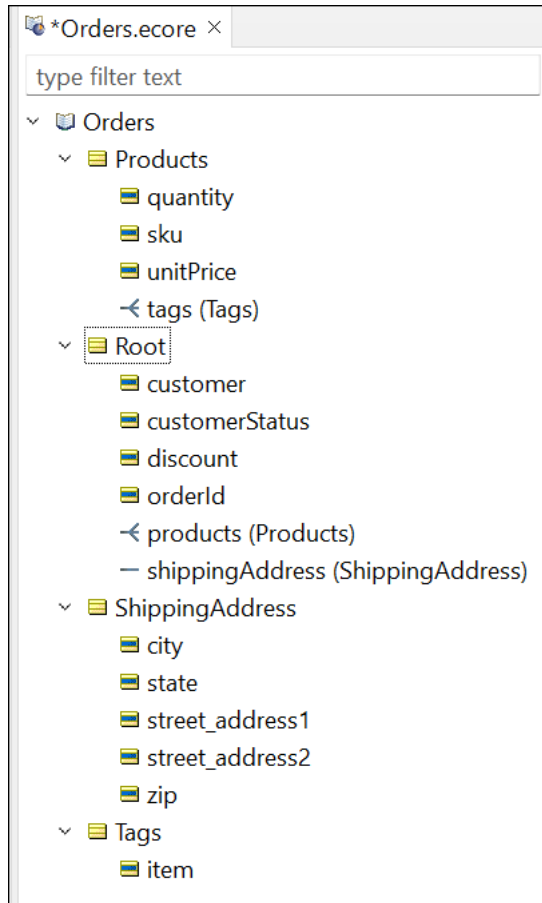 *Orders.ecore ×
type filter text
Orders
Products
quantity
sku
unitPrice
tags (Tags)
Root
customer
customerStatus
discount
orderId
products (Products)
shippingAddress (ShippingAddress)
ShippingAddress
city
state
street_address1
street_address2
zip
Tags
item